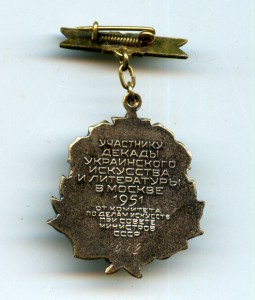 УЧАСТНИКУ
ДЕКАДЫ
УКРАИНСКОГО
ИСКУССТВА
И ЛИТЕРАТУРЫ
В МОСКВЕ
1951
ОТ КОМИТЕТА
ПО ДЕЛАМ ИСКУССТВ
ПРИ СОВЕТЕ
МИНИСТРОВ
СССР